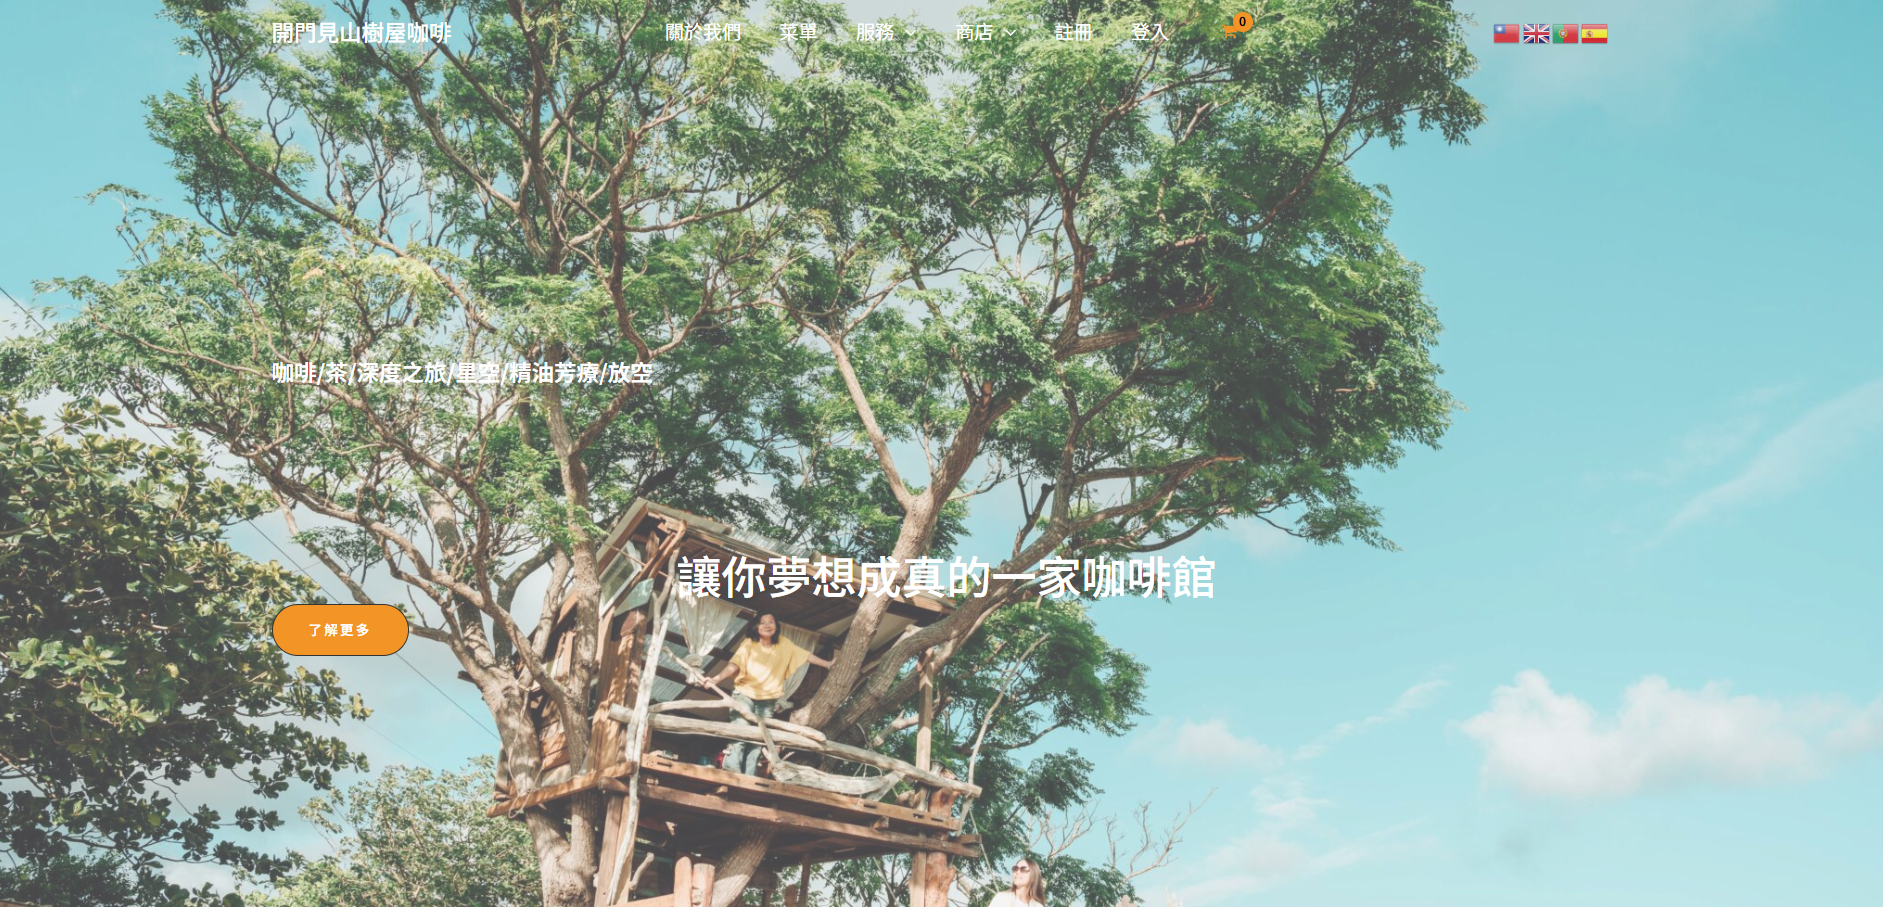 開門見山樹屋咖啡
關於我們 菜單 服務 商店 註冊 登入 0
咖啡/茶/深度之旅/星空/精油芳療/放空
讓你夢想成真的一家咖啡館
了解更多